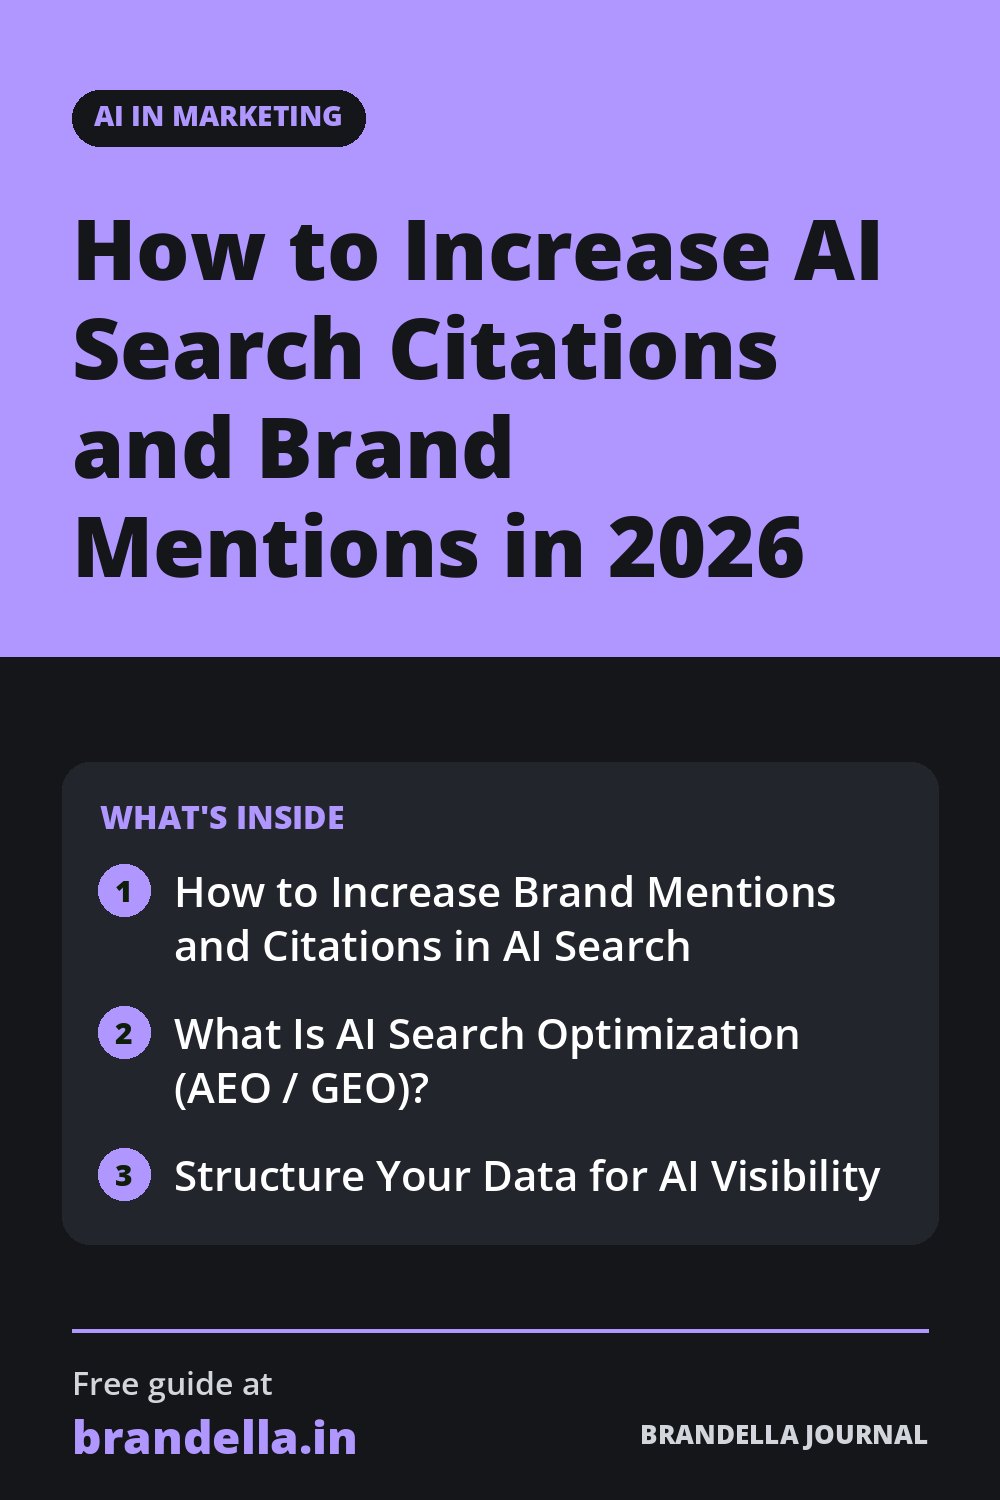 AI IN MARKETING
How to Increase AI
Search Citations
and Brand
Mentions in 2026
WHAT'S INSIDE
1 How to Increase Brand Mentions
and Citations in AI Search
2 What Is AI Search Optimization
(AEO / GEO)?
3 Structure Your Data for AI Visibility
Free guide at
brandella.in
BRANDELLA JOURNAL